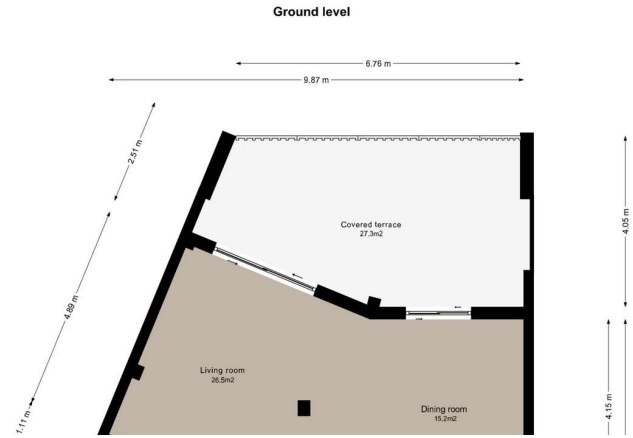 Ground level
6.76 m
9.87 m
2.51 m
4.05 m
Covered terrace
27.3m2
4.89 m
4.15 m
Living room
26.5m2
Dining room
15.2m2
1.11 m